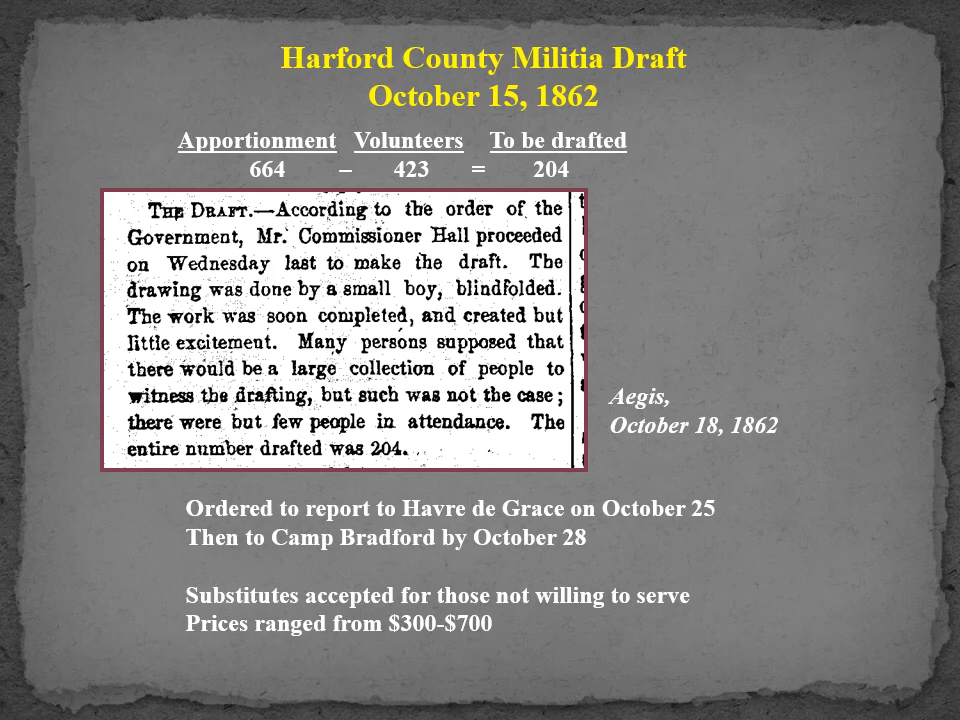 Harford County Militia Draft
October 15, 1862
Apportionment Volunteers To be drafted
664 – 423 = 204
THE DRAFT.—According to the order of the
Government, Mr. Commissioner Hall proceeded
on Wednesday last to make the draft. The
drawing was done by a small boy, blindfolded.
The work was soon completed, and created but
little excitement. Many persons supposed that
there would be a large collection of people to
witness the drafting, but such was not the case;
there were but few people in attendance. The
entire number drafted was 204.
Aegis,
October 18, 1862
Ordered to report to Havre de Grace on October 25
Then to Camp Bradford by October 28
Substitutes accepted for those not willing to serve
Prices ranged from $300-$700